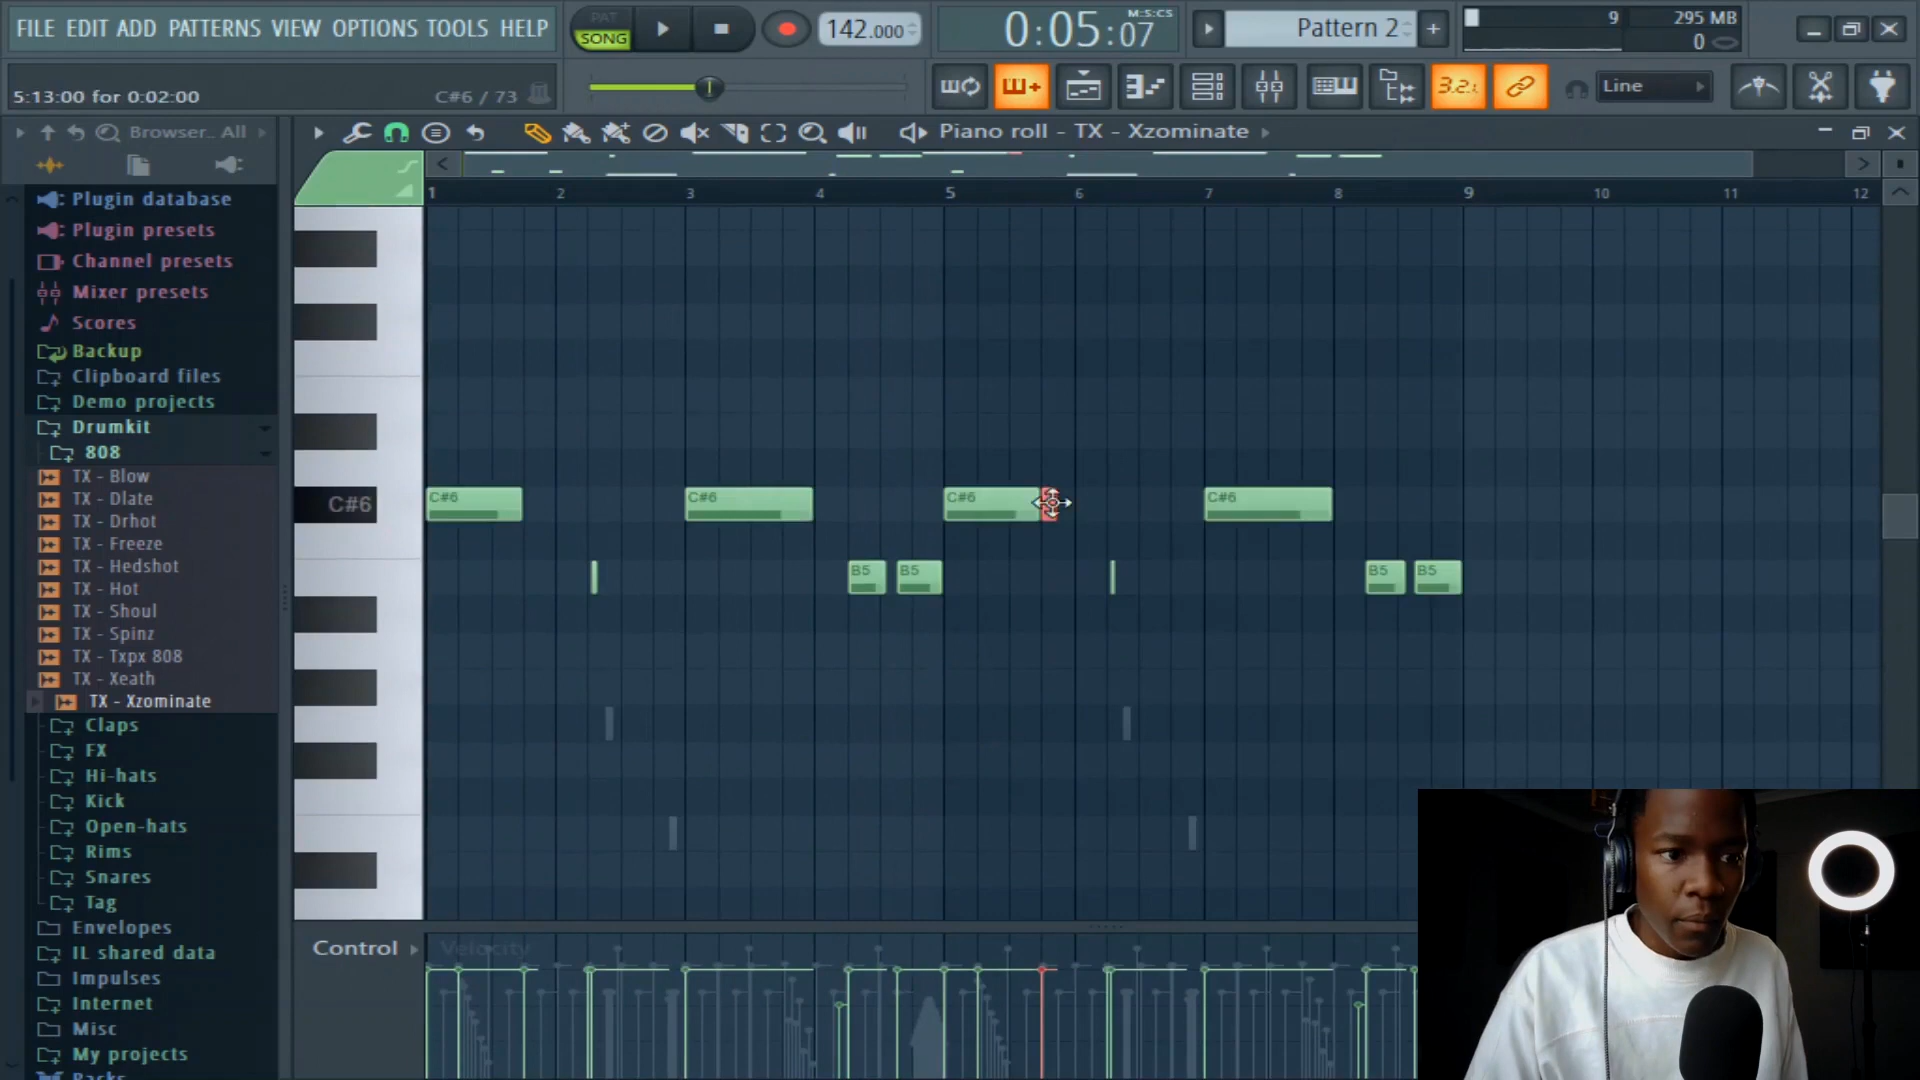 FILE EDIT ADD PATTERNS VIEW OPTIONS TOOLS HELP
PAT
SONG
142.000
0:05:07
M:S:CS
Pattern 2
9
295 MB
0
5:13:00 for 0:02:00
C#6 / 73
3.2.
Line
Browser.. All
Piano roll - TX - Xzominate
1 2 3 4 5 6 7 8 9 10 11 12
Plugin database
Plugin presets
Channel presets
Mixer presets
Scores
Backup
Clipboard files
Demo projects
Drumkit
808
TX - Blow
TX - Dlate
TX - Drhot
TX - Freeze
TX - Hedshot
TX - Hot
TX - Shoul
TX - Spinz
TX - Txpx 808
TX - Xeath
TX - Xzominate
Claps
FX
Hi-hats
Kick
Open-hats
Rims
Snares
Tag
Envelopes
IL shared data
Impulses
Internet
Misc
My projects
C#6
C#6 C#6 C#6 C#6
B5 B5 B5 B5
Control
Velocity